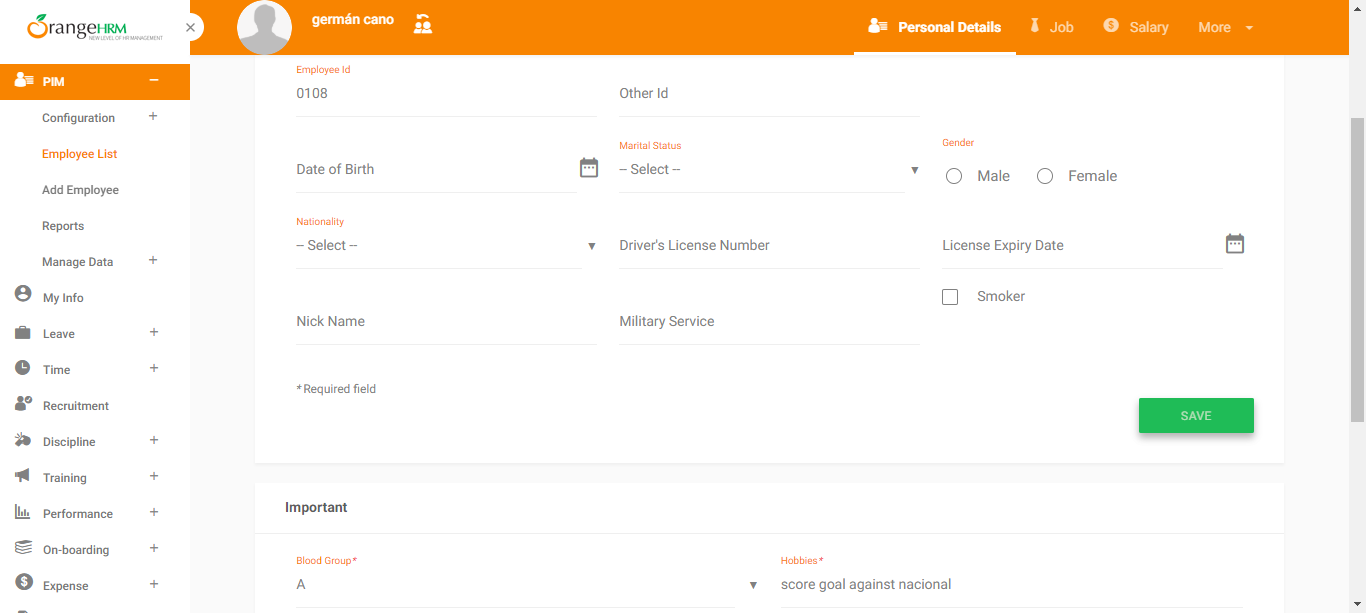 OrangeHRM
NEW LEVEL OF HR MANAGEMENT
germán cano
Personal Details
Job
Salary
More
PIM
Configuration
Employee List
Add Employee
Reports
Manage Data
My Info
Leave
Time
Recruitment
Discipline
Training
Performance
On-boarding
Expense
Employee Id
0108
Other Id
Date of Birth
Marital Status
-- Select --
Gender
Male
Female
Nationality
-- Select --
Driver's License Number
License Expiry Date
Smoker
Nick Name
Military Service
* Required field
SAVE
Important
Blood Group*
A
Hobbies*
score goal against nacional